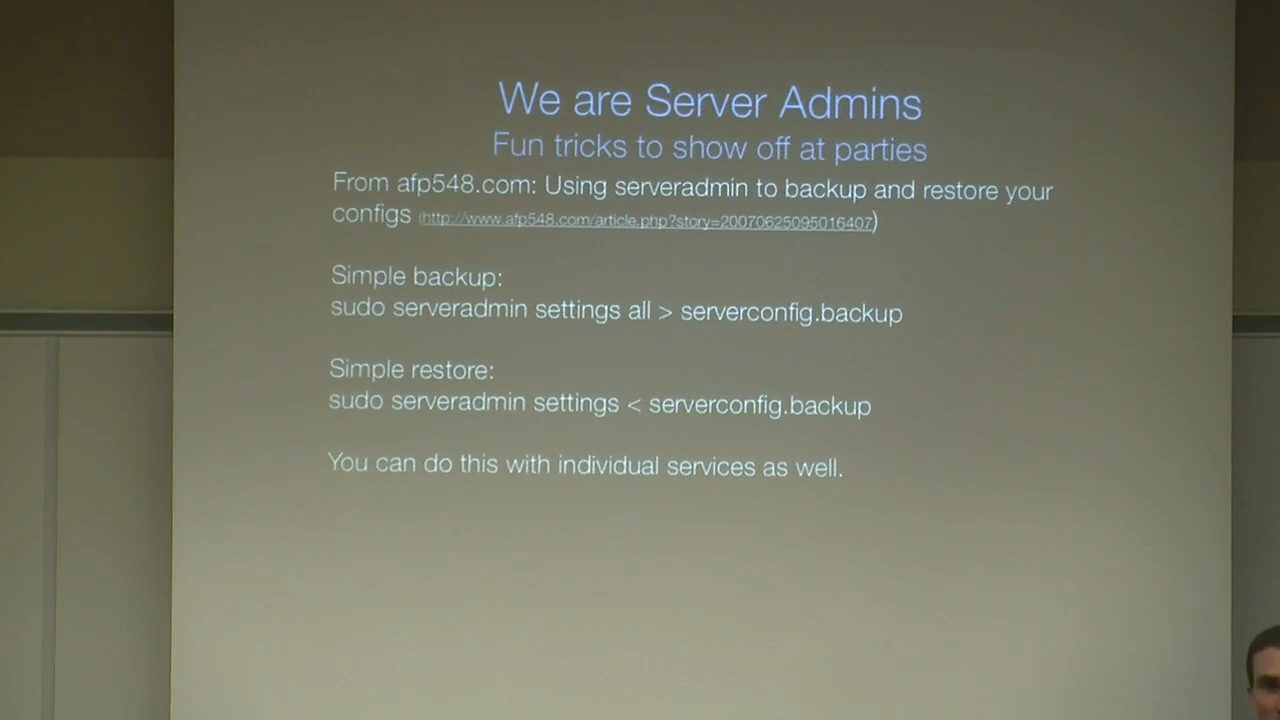 We are Server Admins
Fun tricks to show off at parties
From afp548.com: Using serveradmin to backup and restore your
configs (http://www.afp548.com/article.php?story=20070625095016407)
Simple backup:
sudo serveradmin settings all > serverconfig.backup
Simple restore:
sudo serveradmin settings < serverconfig.backup
You can do this with individual services as well.